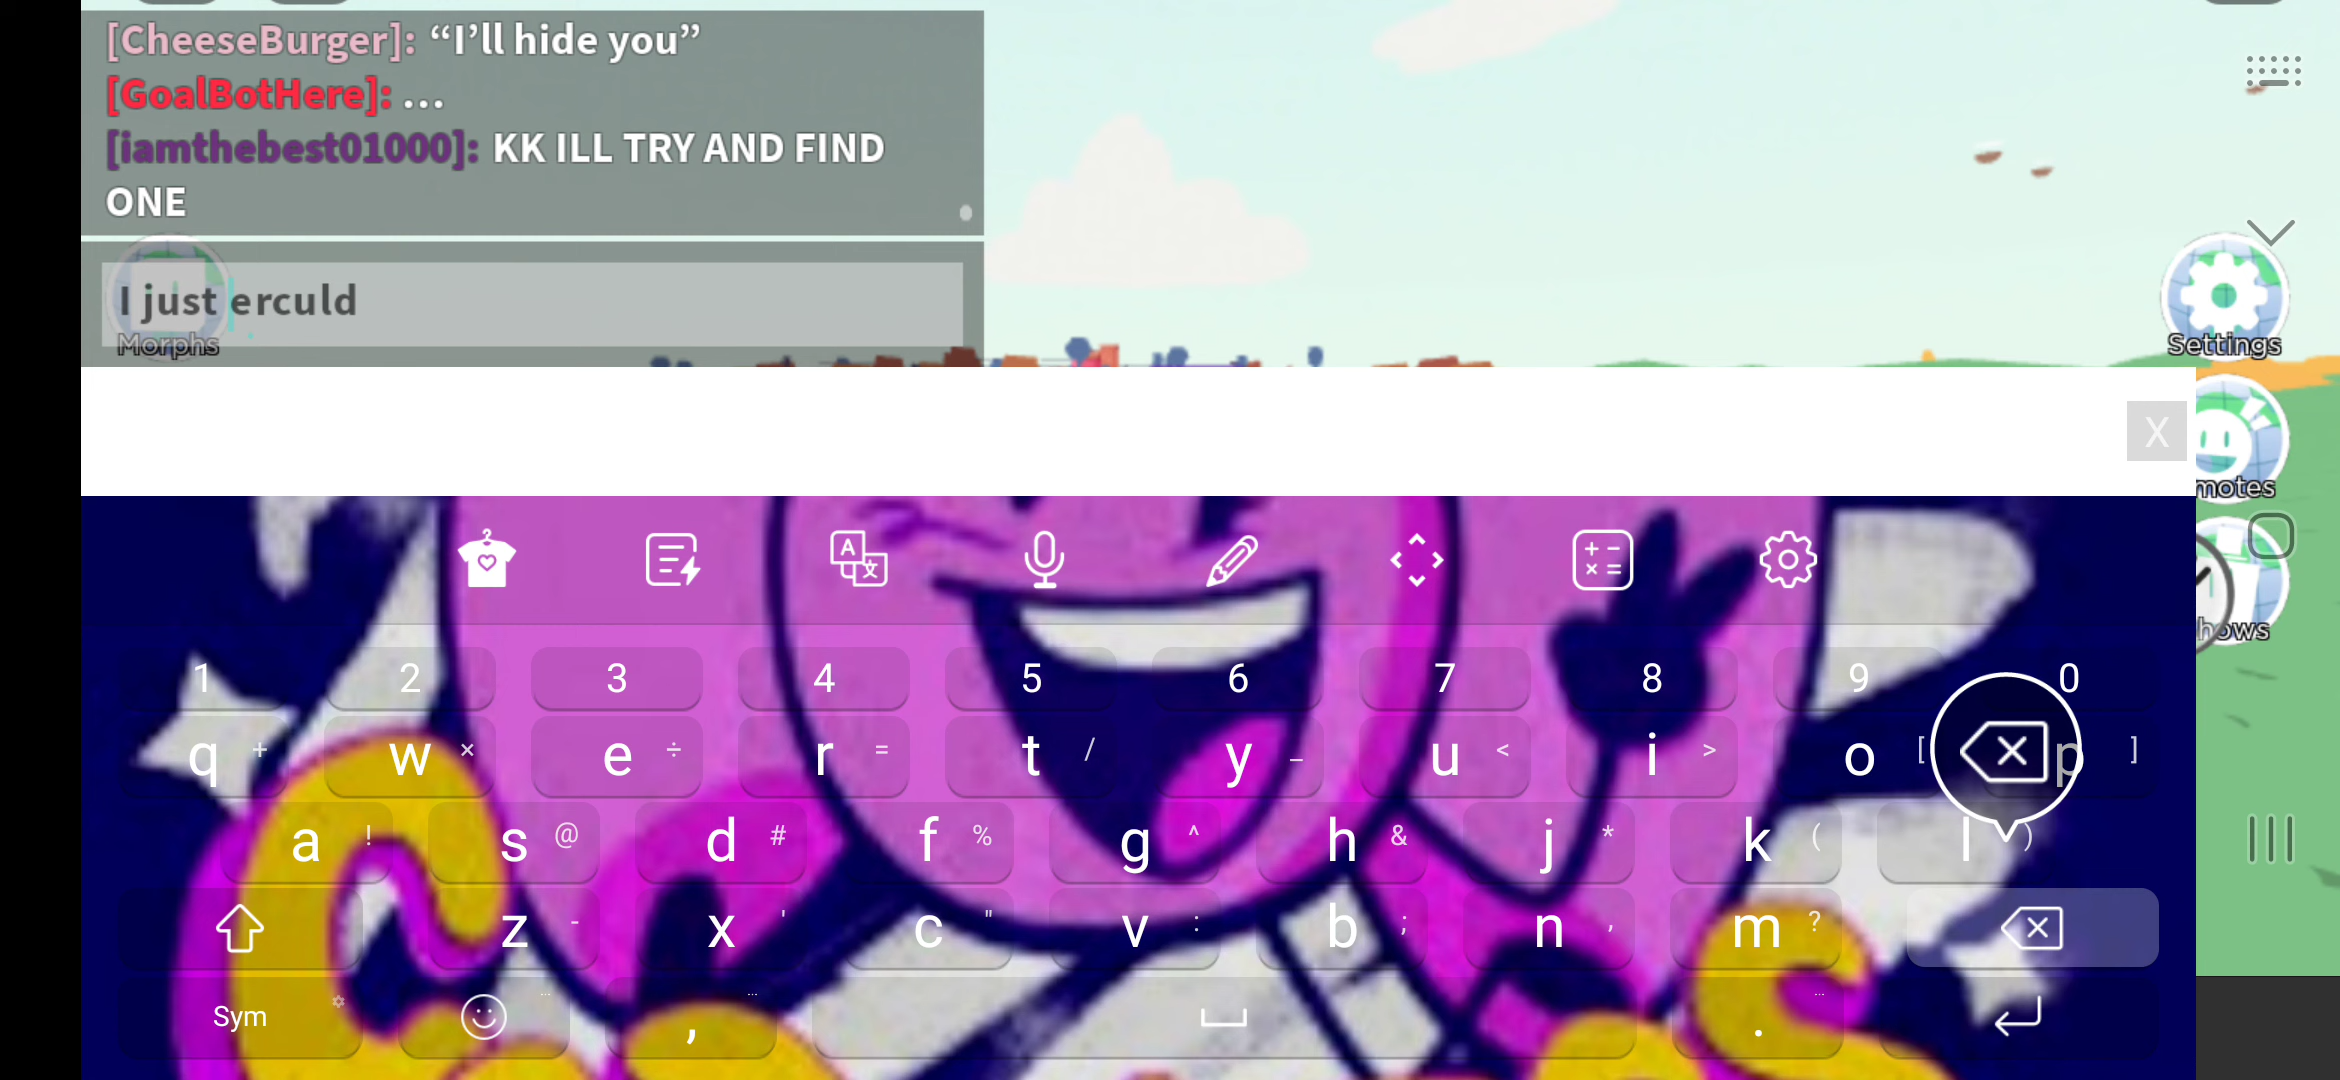 [CheeseBurger]: “I’ll hide you”
[GoalBotHere]: ...
[iamthebest01000]: KK ILL TRY AND FIND
ONE
I just erculd
Morphs
Settings
X
motes
hows
1 2 3 4 5 6 7 8 9 0
q + w × e ÷ r = t / y _ u < i > o [ p ]
a ! s @ d # f % g ^ h & j * k ( l )
z - x ' c " v : b ; n , m ?
Sym , .